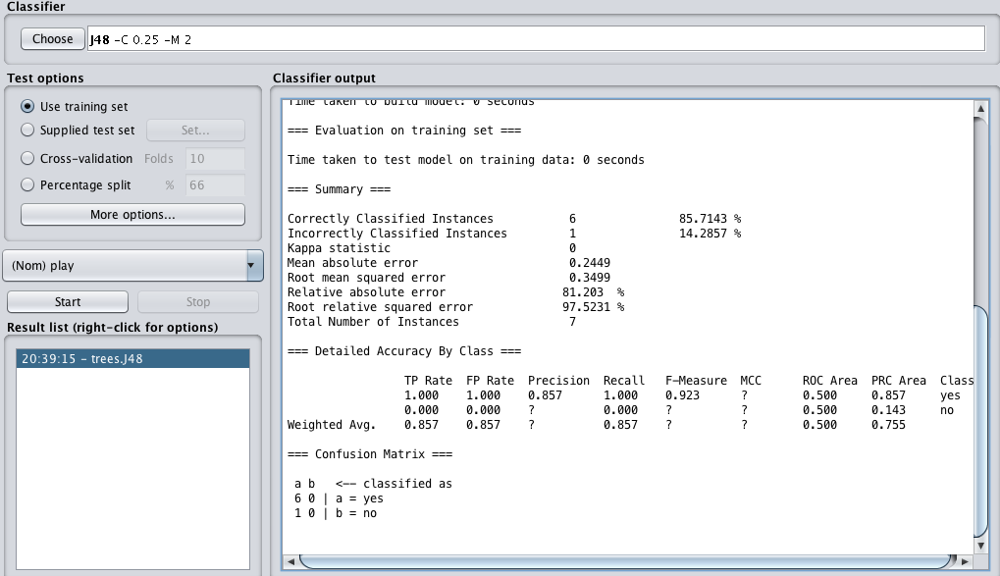 Classifier
Choose J48 -C 0.25 -M 2
Test options
Use training set
Supplied test set Set...
Cross-validation Folds 10
Percentage split % 66
More options...
(Nom) play
Start Stop
Result list (right-click for options)
20:39:15 - trees.J48
Classifier output
Time taken to build model: 0 seconds
=== Evaluation on training set ===
Time taken to test model on training data: 0 seconds
=== Summary ===
Correctly Classified Instances 6 85.7143 %
Incorrectly Classified Instances 1 14.2857 %
Kappa statistic 0
Mean absolute error 0.2449
Root mean squared error 0.3499
Relative absolute error 81.203 %
Root relative squared error 97.5231 %
Total Number of Instances 7
=== Detailed Accuracy By Class ===
TP Rate FP Rate Precision Recall F-Measure MCC ROC Area PRC Area Class
1.000 1.000 0.857 1.000 0.923 ? 0.500 0.857 yes
0.000 0.000 ? 0.000 ? ? 0.500 0.143 no
Weighted Avg. 0.857 0.857 ? 0.857 ? ? 0.500 0.755
=== Confusion Matrix ===
a b <-- classified as
6 0 | a = yes
1 0 | b = no